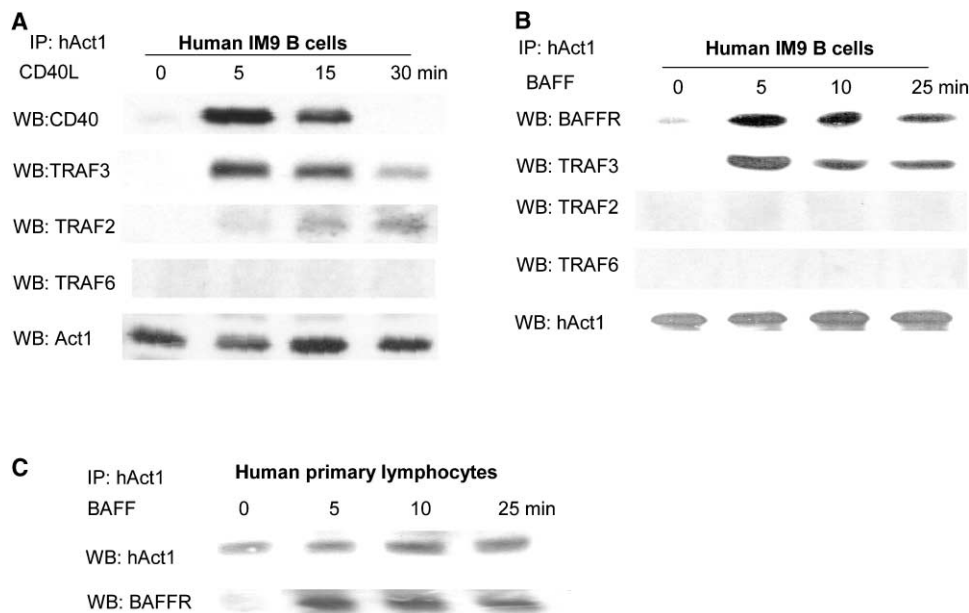 A
IP: hAct1
Human IM9 B cells
CD40L 0 5 15 30 min
WB:CD40
WB:TRAF3
WB: TRAF2
WB: TRAF6
WB: Act1
B
IP: hAct1
Human IM9 B cells
BAFF
0 5 10 25 min
WB: BAFFR
WB: TRAF3
WB: TRAF2
WB: TRAF6
WB: hAct1
C
IP: hAct1
Human primary lymphocytes
BAFF 0 5 10 25 min
WB: hAct1
WB: BAFFR